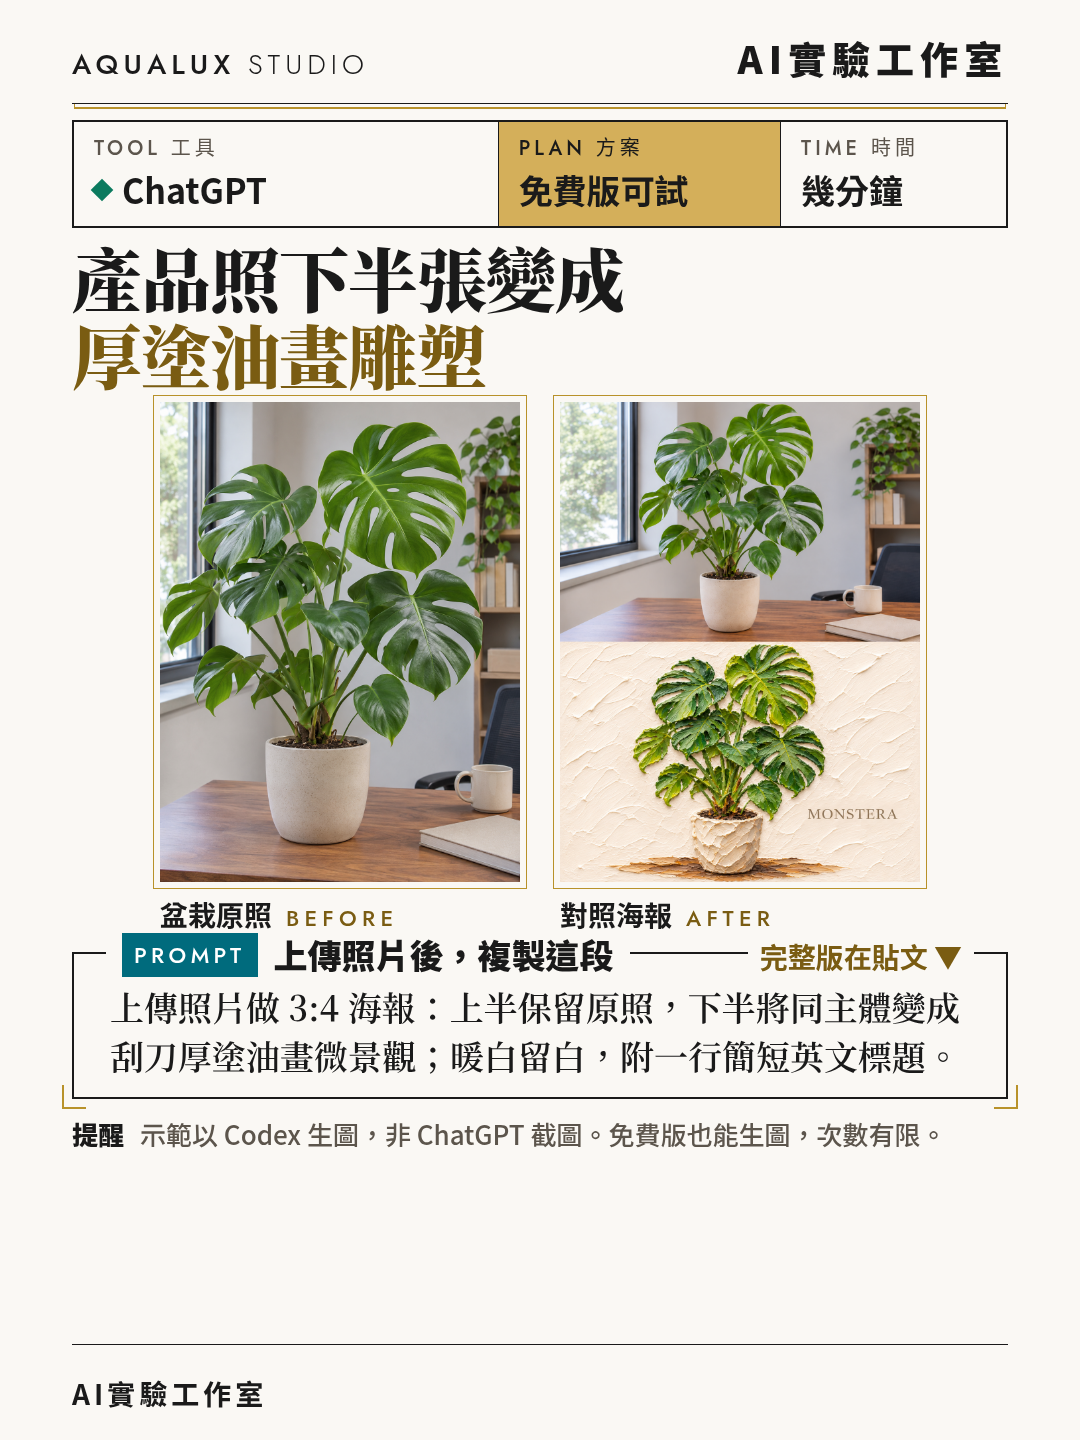 AQUALUX STUDIO
AI實驗工作室
TOOL 工具
ChatGPT
PLAN 方案
免費版可試
TIME 時間
幾分鐘
產品照下半張變成
厚塗油畫雕塑
MONSTERA
盆栽原照 BEFORE
對照海報 AFTER
PROMPT 上傳照片後，複製這段
完整版在貼文▼
上傳照片做 3:4 海報：上半保留原照，下半將同主體變成
刮刀厚塗油畫微景觀；暖白留白，附一行簡短英文標題。
提醒 示範以 Codex 生圖，非 ChatGPT 截圖。免費版也能生圖，次數有限。
AI實驗工作室